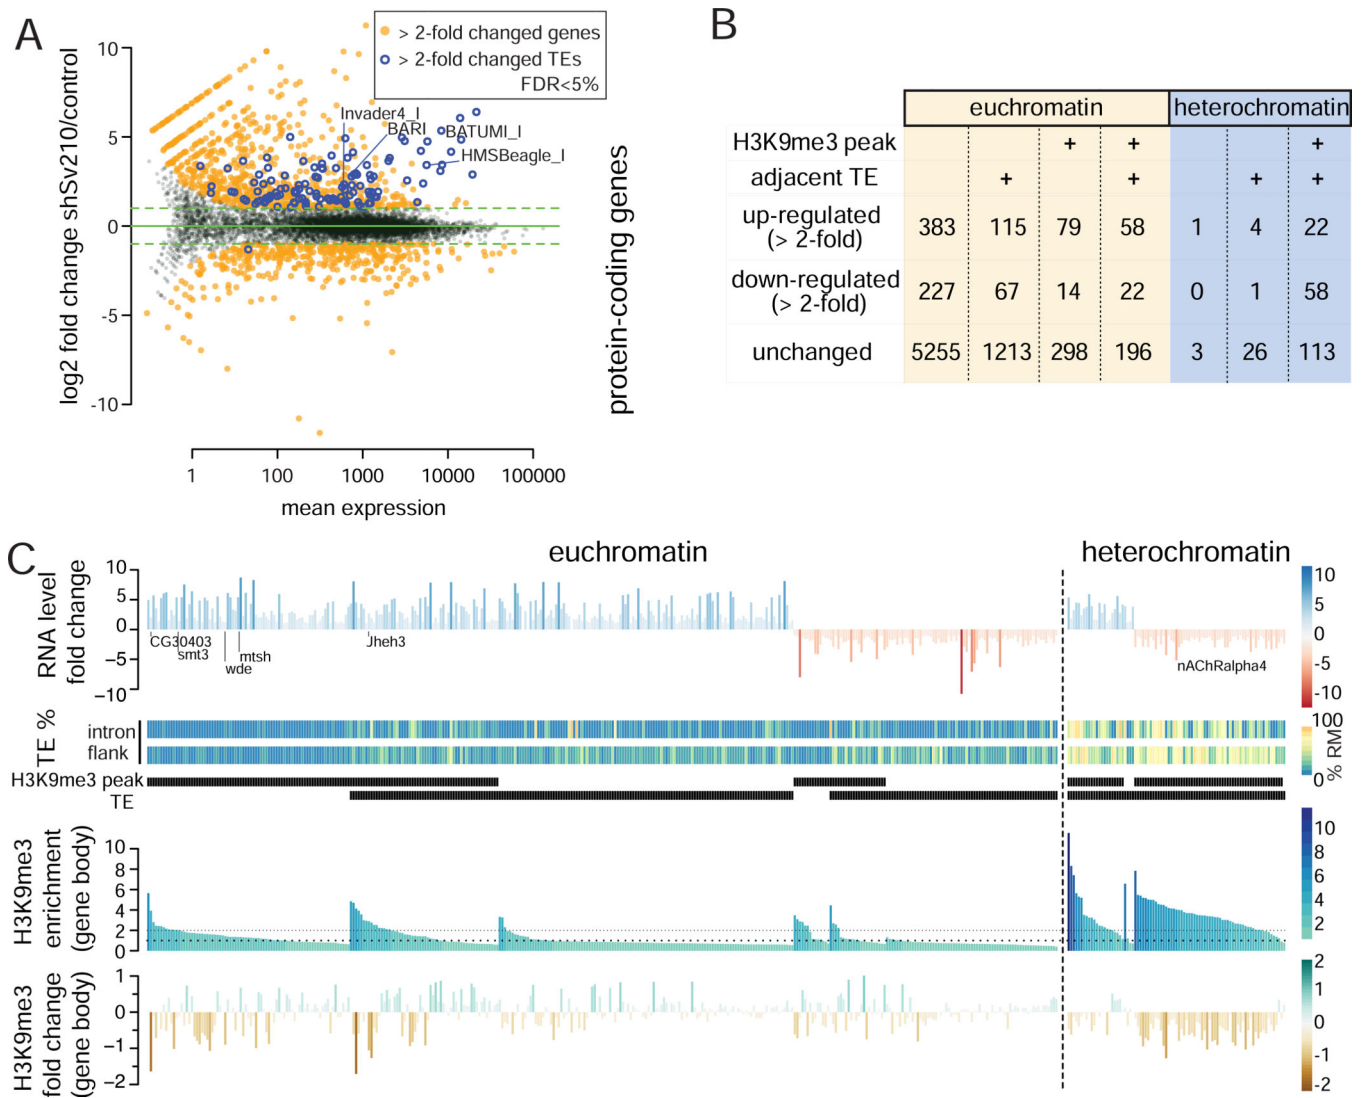 A
log2 fold change shSv210/control
10
5
0
-5
-10
> 2-fold changed genes
> 2-fold changed TEs
FDR<5%
Invader4_I
BARI
BATUMI_I
HMSBeagle_I
1
100
1000
10000
100000
mean expression
B
protein-coding genes
euchromatin heterochromatin
H3K9me3 peak + + +
adjacent TE + + + +
up-regulated
(> 2-fold)
383 115 79 58 1 4 22
down-regulated
(> 2-fold)
227 67 14 22 0 1 58
unchanged 5255 1213 298 196 3 26 113
C
euchromatin heterochromatin
RNA level
fold change
10
5
0
−5
−10
CG30403
smt3
wde
mtsh
Jheh3
nAChRalpha4
10
5
0
-5
-10
TE %
intron
flank
100
0
% RM
H3K9me3 peak
TE
H3K9me3
enrichment
(gene body)
10
8
6
4
2
0
10
8
6
4
2
H3K9me3
fold change
(gene body)
1
0
−1
−2
2
1
0
-1
-2